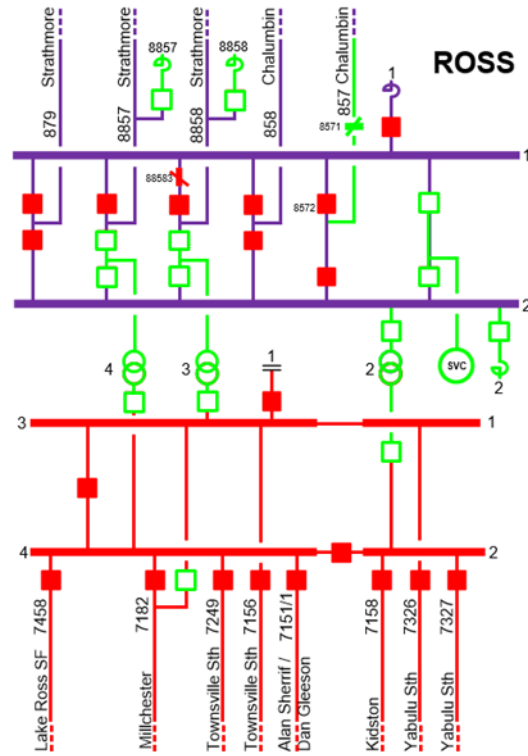 ROSS
Strathmore
879
Strathmore
8857
8857
Strathmore
8858
8858
Chalumbin
858
Chalumbin
857
8571
1
1
88583
8572
2
4
3
1
2
SVC
2
3
1
4
2
7458
Lake Ross SF
7182
Millchester
7249
Townsville Sth
7156
Townsville Sth
7151/1
Alan Sherrif /
Dan Gleeson
7158
Kidston
7326
Yabulu Sth
7327
Yabulu Sth